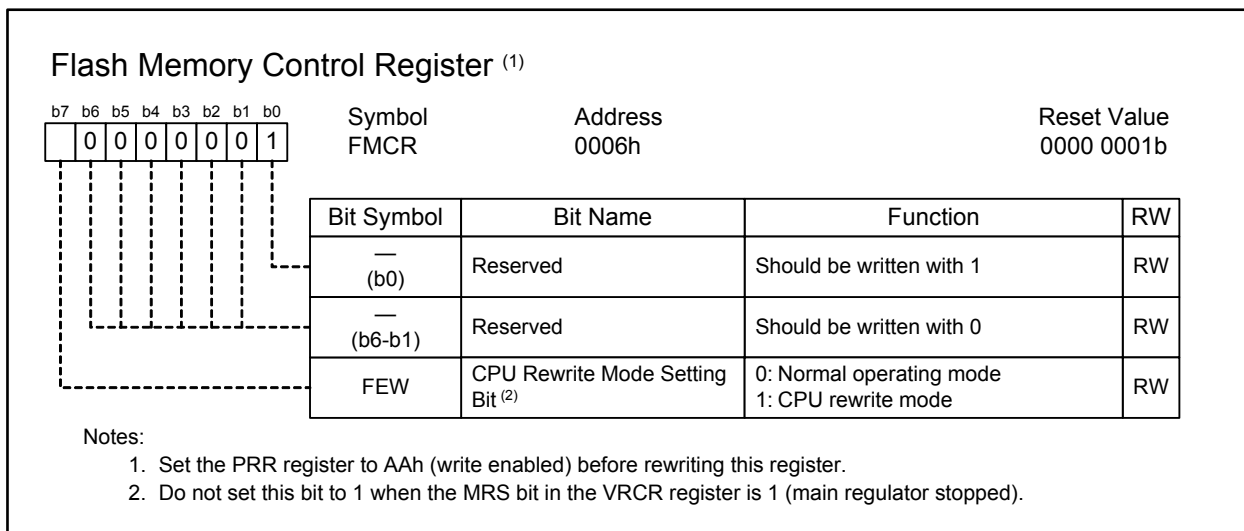 Flash Memory Control Register (1)
b7 b6 b5 b4 b3 b2 b1 b0
0 0 0 0 0 0 1
Symbol Address Reset Value
FMCR 0006h 0000 0001b
Bit Symbol Bit Name Function RW
— (b0) Reserved Should be written with 1 RW
— (b6-b1) Reserved Should be written with 0 RW
FEW CPU Rewrite Mode Setting Bit (2) 0: Normal operating mode 1: CPU rewrite mode RW
Notes:
1. Set the PRR register to AAh (write enabled) before rewriting this register.
2. Do not set this bit to 1 when the MRS bit in the VRCR register is 1 (main regulator stopped).